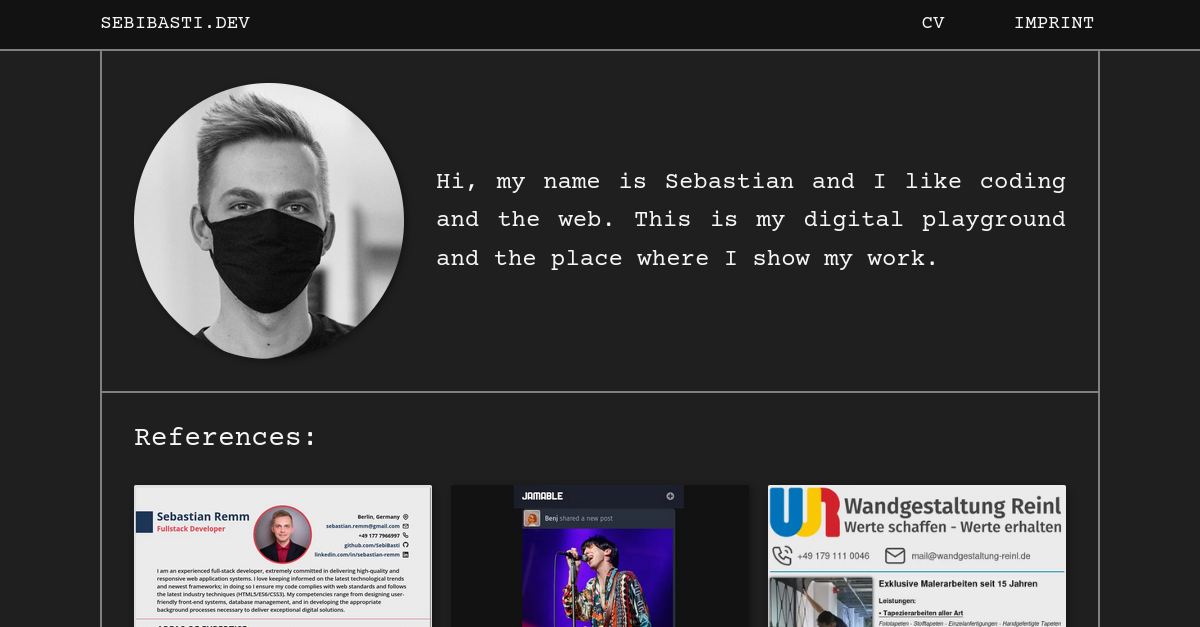 SEBIBASTI.DEV
CV
IMPRINT
Hi, my name is Sebastian and I like coding
and the web. This is my digital playground
and the place where I show my work.
References:
Sebastian Remm
Fullstack Developer
Berlin, Germany
sebastian.remm@gmail.com
+49 177 7966997
github.com/SebiBasti
linkedin.com/in/sebastian-remm
I am an experienced full-stack developer, extremely committed in delivering high-quality and
responsive web application systems. I love keeping informed on the latest technological trends
and newest frameworks; in doing so I ensure my code complies with web standards and follows
the latest industry techniques (HTML5/ES6/CSS3). My competencies range from designing user-
friendly front-end systems, database management, and in developing the appropriate
background processes necessary to deliver exceptional digital solutions.
JAMABLE
Benj shared a new post
UR
Wandgestaltung Reinl
Werte schaffen - Werte erhalten
+49 179 111 0046
mail@wandgestaltung-reinl.de
Exklusive Malerarbeiten seit 15 Jahren
Leistungen:
• Tapezierarbeiten aller Art
Fototapeten - Stofftapeten - Einzelanfertigungen - Handgefertigte Tapeten